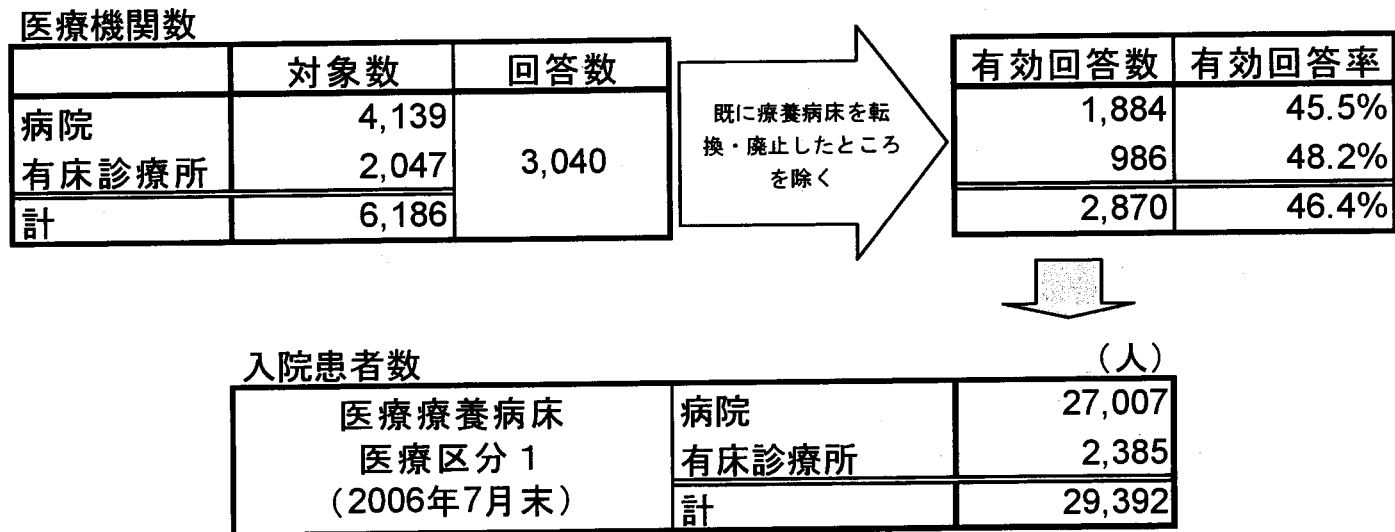 医療機関数
対象数 回答数
病院 4,139
有床診療所 2,047 3,040
計 6,186
既に療養病床を転
換・廃止したところ
を除く
有効回答数 有効回答率
1,884 45.5%
986 48.2%
2,870 46.4%
入院患者数 (人)
医療療養病床 病院 27,007
医療区分1 有床診療所 2,385
(2006年7月末) 計 29,392